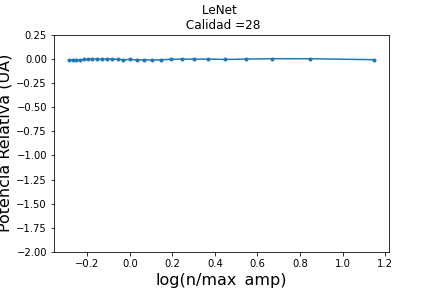 LeNet
Calidad =28
0.25
0.00
−0.25
−0.50
−0.75
−1.00
−1.25
−1.50
−1.75
−2.00
Potencia Relativa (UA)
−0.2 0.0 0.2 0.4 0.6 0.8 1.0 1.2
log(n/max_amp)